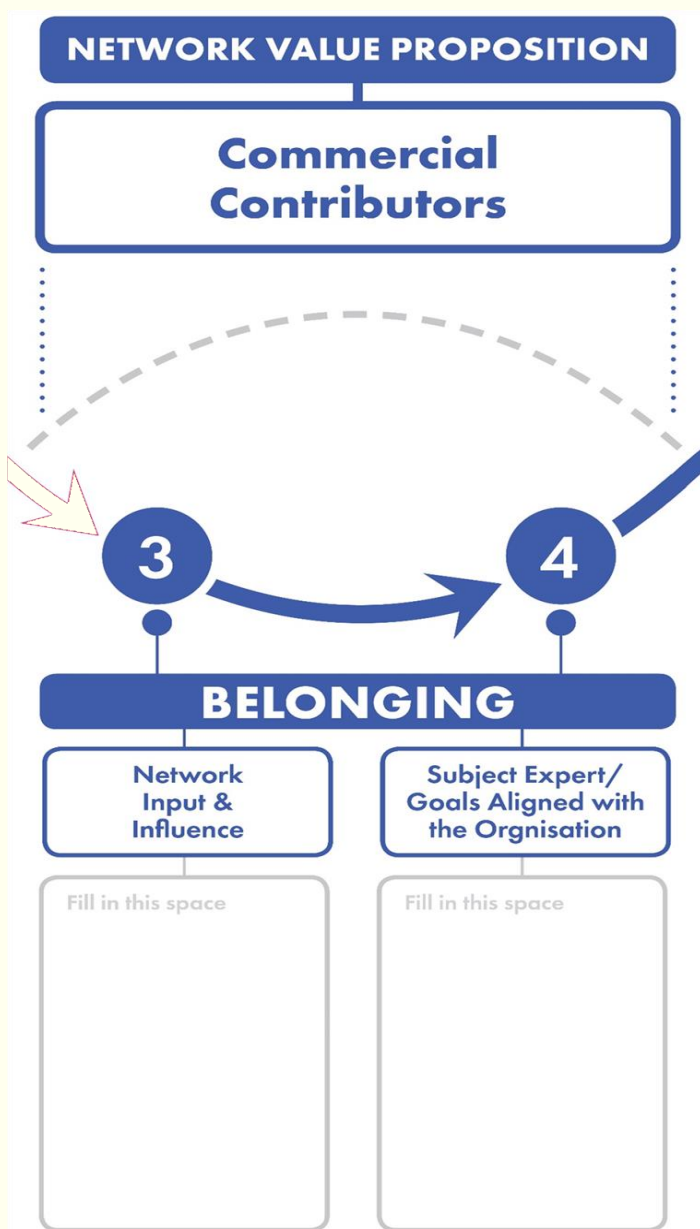 NETWORK VALUE PROPOSITION
Commercial
Contributors
3
4
BELONGING
Network
Input &
Influence
Subject Expert/
Goals Aligned with
the Orgnisation
Fill in this space
Fill in this space